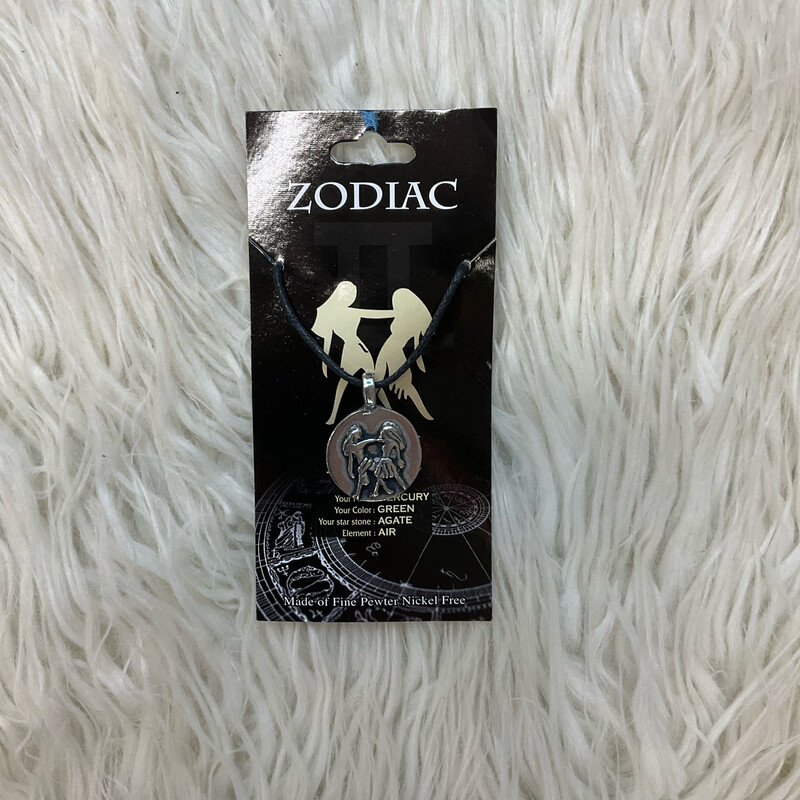 ZODIAC
Your
Your Color: GREEN
Your star stone: AGATE
Element: AIR
Made of Fine Pewter Nickel Free